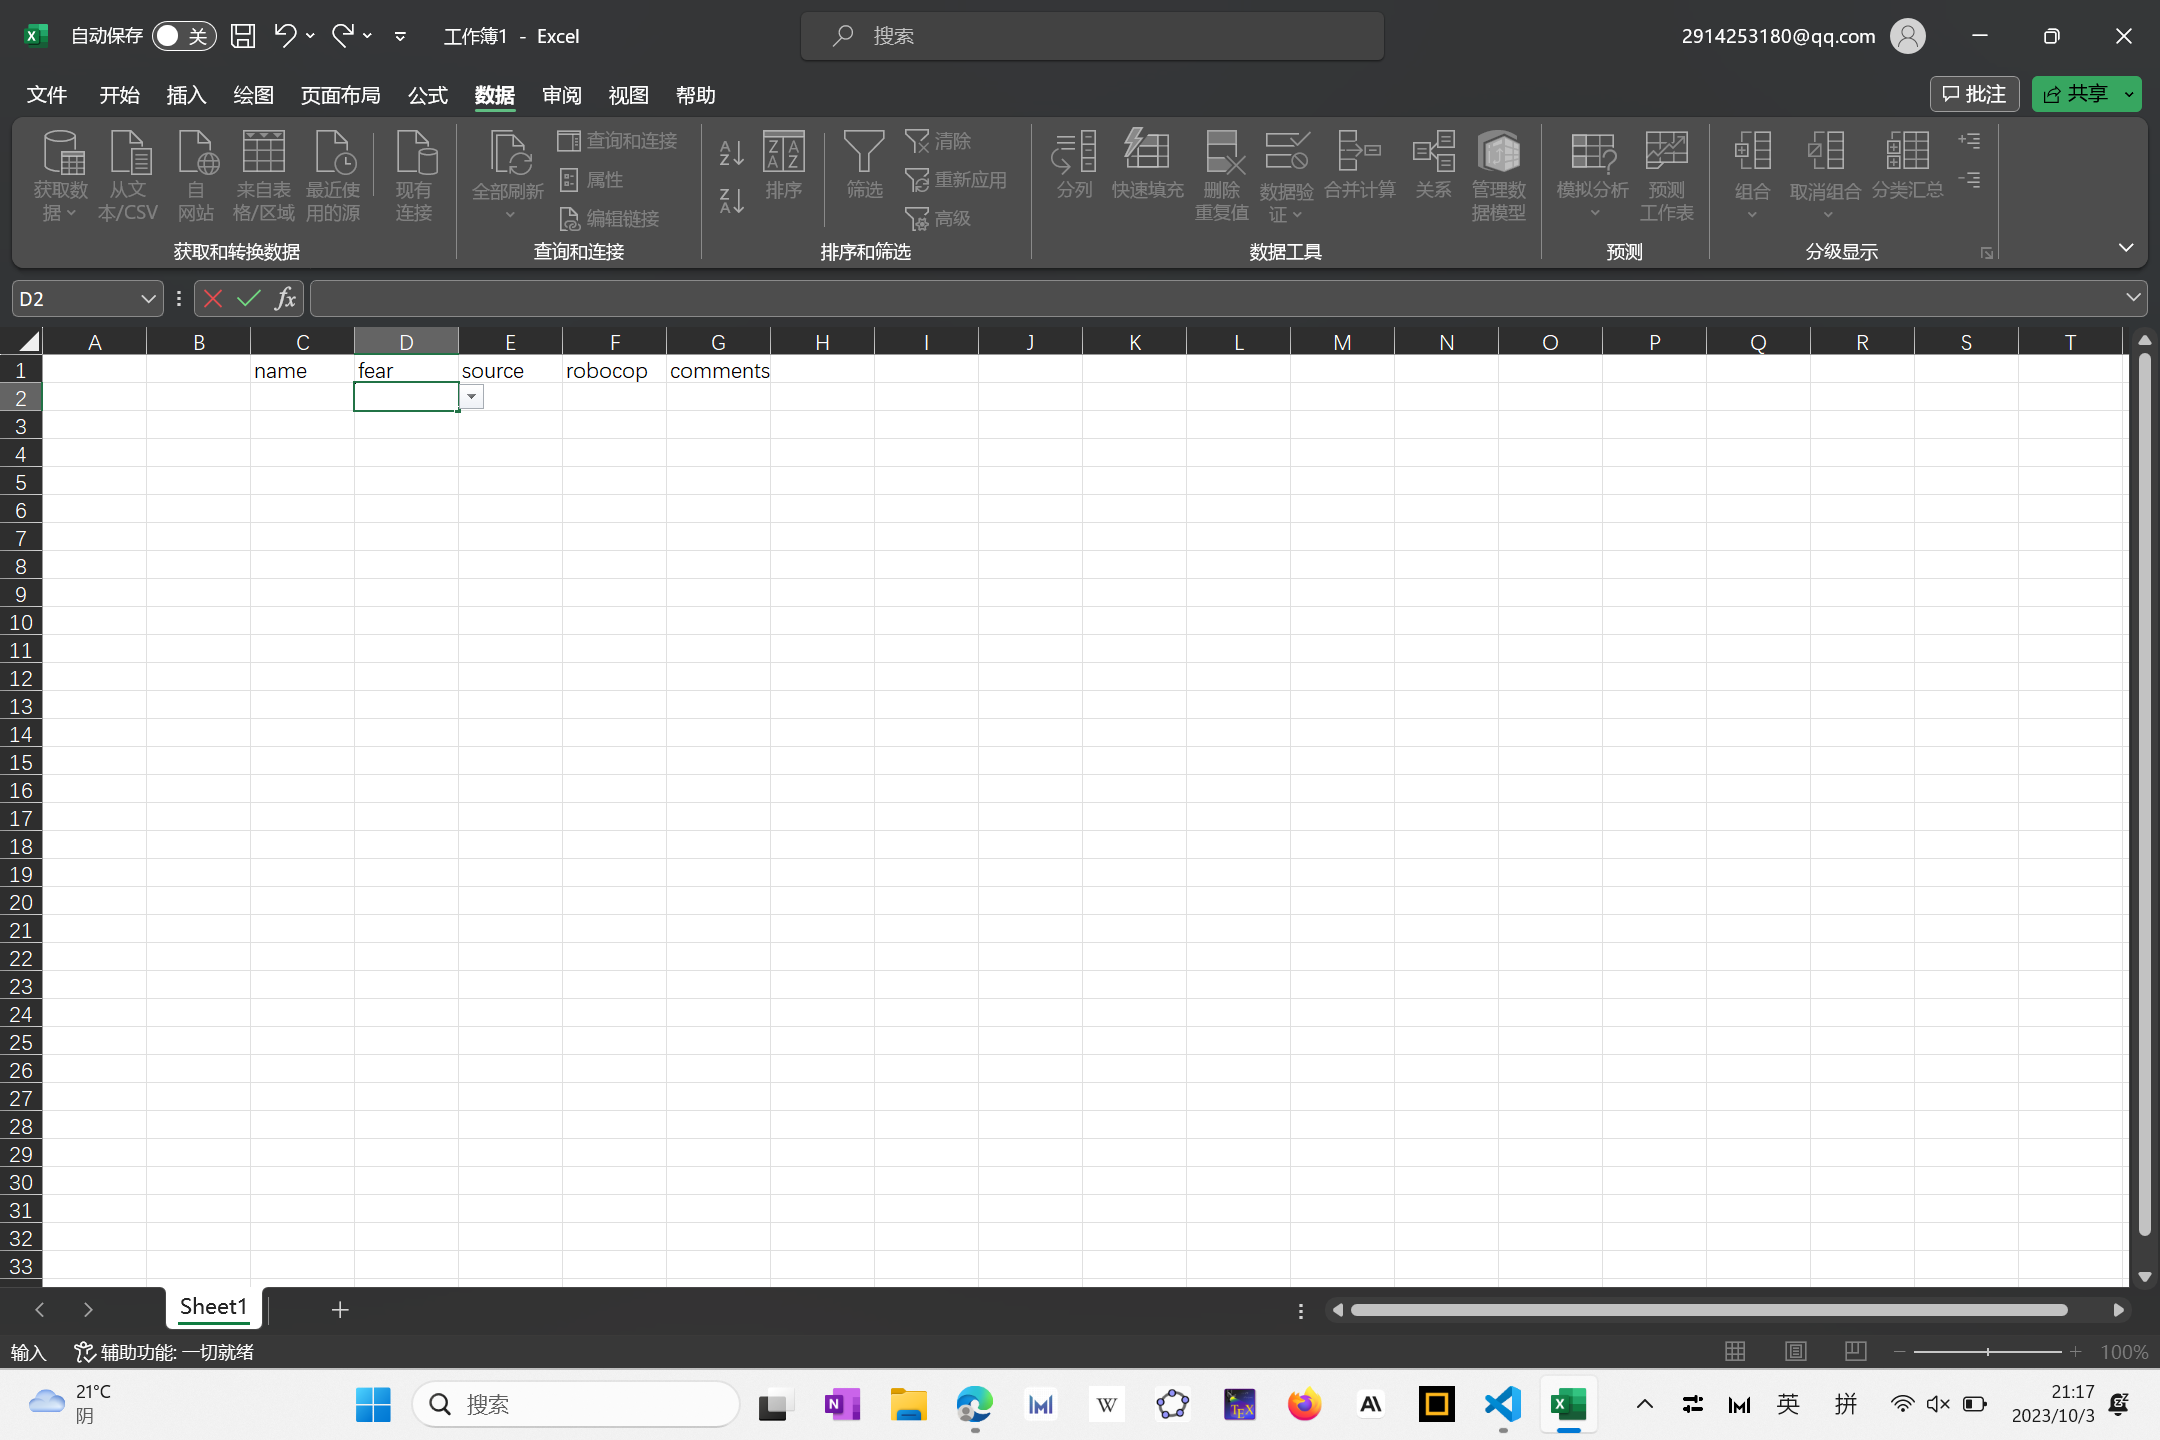 自动保存 关 工作簿1 - Excel 搜索 2914253180@qq.com
文件 开始 插入 绘图 页面布局 公式 数据 审阅 视图 帮助 批注 共享
获取数据 从文本/CSV 自网站 来自表格/区域 最近使用的源 现有连接
获取和转换数据
全部刷新 查询和连接 属性 编辑链接
查询和连接
排序 筛选 清除 重新应用 高级
排序和筛选
分列 快速填充 删除重复值 数据验证 合并计算 关系 管理数据模型
数据工具
模拟分析 预测工作表
预测
组合 取消组合 分类汇总
分级显示
D2 fx
A B C D E F G H I J K L M N O P Q R S T
1 name fear source robocop comments
2
3
4
5
6
7
8
9
10
11
12
13
14
15
16
17
18
19
20
21
22
23
24
25
26
27
28
29
30
31
32
33
Sheet1
输入 辅助功能: 一切就绪 100%
21°C
阴
搜索
英 拼
21:17
2023/10/3